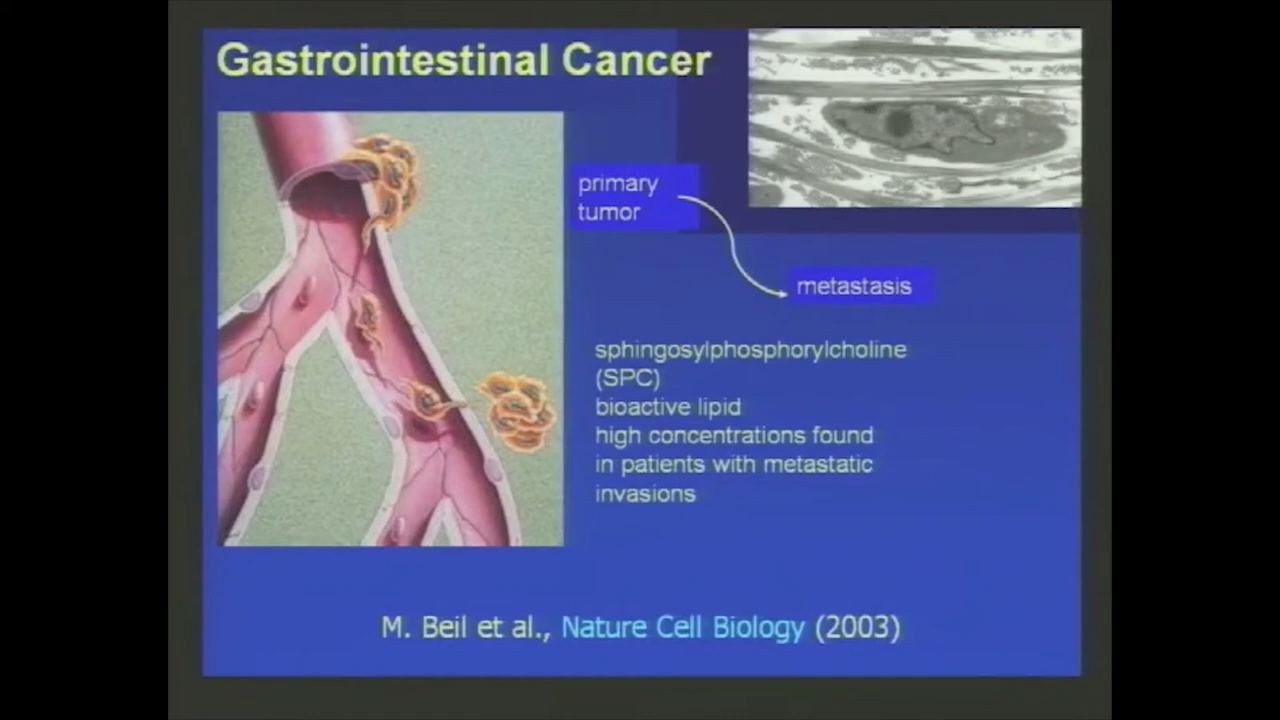 Gastrointestinal Cancer
primary
tumor
metastasis
sphingosylphosphorylcholine
(SPC)
bioactive lipid
high concentrations found
in patients with metastatic
invasions
M. Beil et al., Nature Cell Biology (2003)